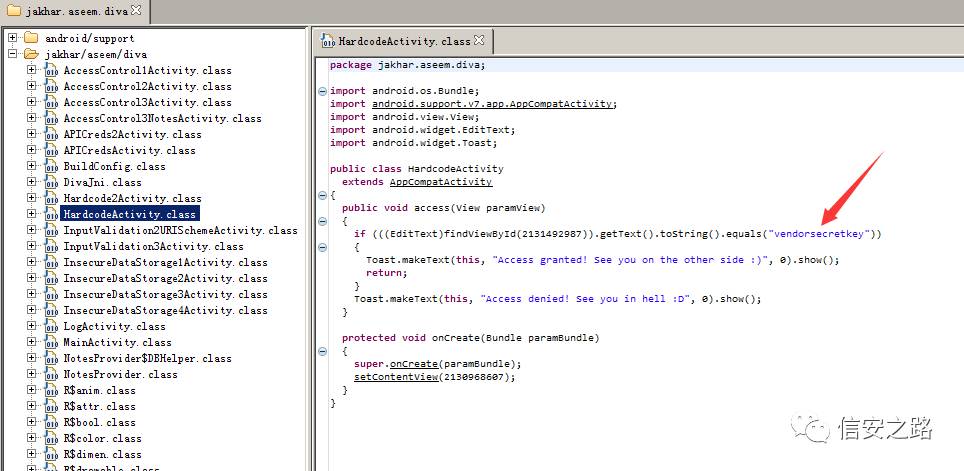 jakhar.aseem.diva
android/support
jakhar/aseem/diva
AccessControl1Activity.class
AccessControl2Activity.class
AccessControl3Activity.class
AccessControl3NotesActivity.class
APICreds2Activity.class
APICredsActivity.class
BuildConfig.class
DivaJni.class
Hardcode2Activity.class
HardcodeActivity.class
InputValidation2URISchemeActivity.class
InputValidation3Activity.class
InsecureDataStorage1Activity.class
InsecureDataStorage2Activity.class
InsecureDataStorage3Activity.class
InsecureDataStorage4Activity.class
LogActivity.class
MainActivity.class
NotesProvider$DBHelper.class
NotesProvider.class
R$anim.class
R$attr.class
R$bool.class
R$color.class
R$dimen.class
R$drawable.class
HardcodeActivity.class
package jakhar.aseem.diva;
import android.os.Bundle;
import android.support.v7.app.AppCompatActivity;
import android.view.View;
import android.widget.EditText;
import android.widget.Toast;
public class HardcodeActivity
extends AppCompatActivity
{
public void access(View paramView)
{
if (((EditText)findViewById(2131492987)).getText().toString().equals("vendorsecretkey"))
{
Toast.makeText(this, "Access granted! See you on the other side :)", 0).show();
return;
}
Toast.makeText(this, "Access denied! See you in hell :D", 0).show();
}
protected void onCreate(Bundle paramBundle)
{
super.onCreate(paramBundle);
setContentView(2130968607);
}
}
信安之路